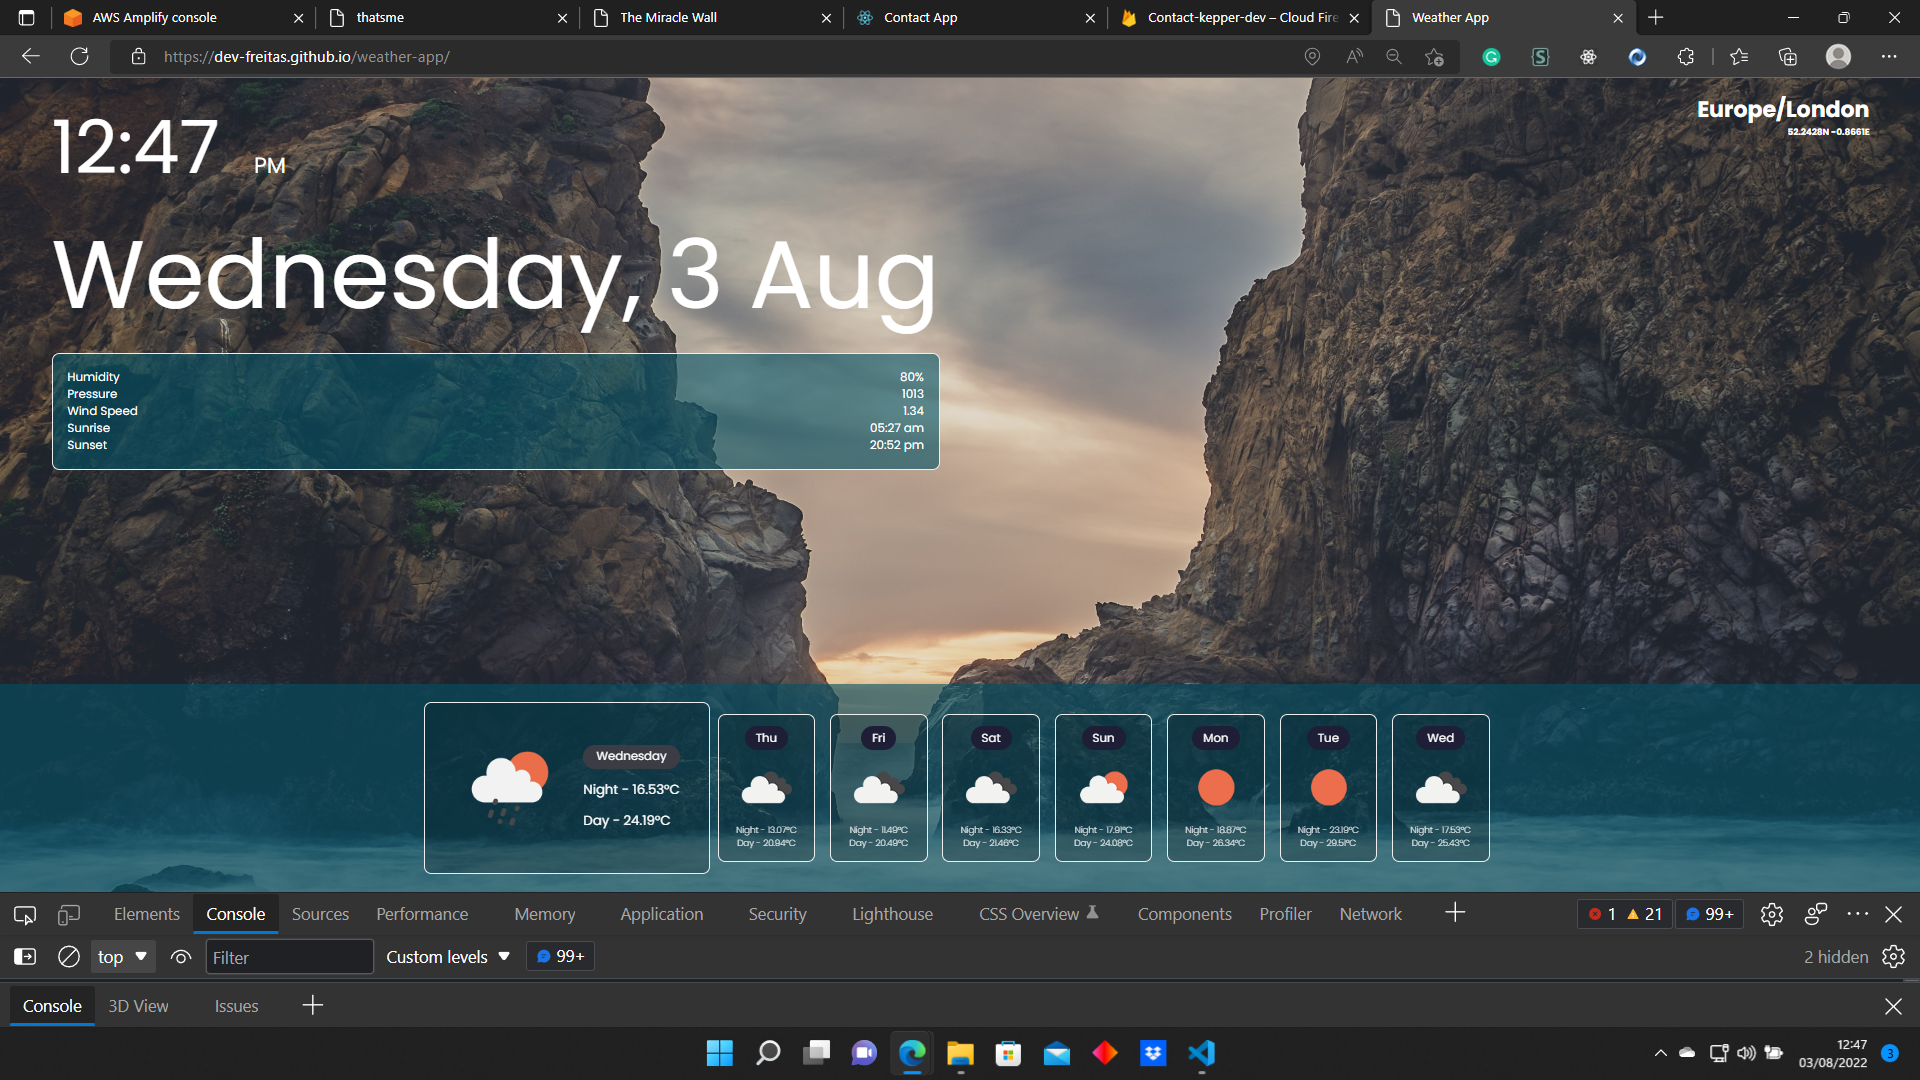 AWS Amplify console
thatsme
The Miracle Wall
Contact App
Contact-kepper-dev – Cloud Fire
Weather App
https://dev-freitas.github.io/weather-app/
12:47 PM
Europe/London
52.2428N -0.8661E
Wednesday, 3 Aug
Humidity 80%
Pressure 1013
Wind Speed 1.34
Sunrise 05:27 am
Sunset 20:52 pm
Wednesday
Night - 16.53°C
Day - 24.19°C
Thu
Night - 13.07°C
Day - 20.94°C
Fri
Night - 11.49°C
Day - 20.49°C
Sat
Night - 16.33°C
Day - 21.46°C
Sun
Night - 17.91°C
Day - 24.08°C
Mon
Night - 18.87°C
Day - 26.34°C
Tue
Night - 23.19°C
Day - 29.51°C
Wed
Night - 17.53°C
Day - 25.43°C
Elements Console Sources Performance Memory Application Security Lighthouse CSS Overview Components Profiler Network 1 21 99+
top Filter Custom levels 99+ 2 hidden
Console 3D View Issues
12:47
03/08/2022
3